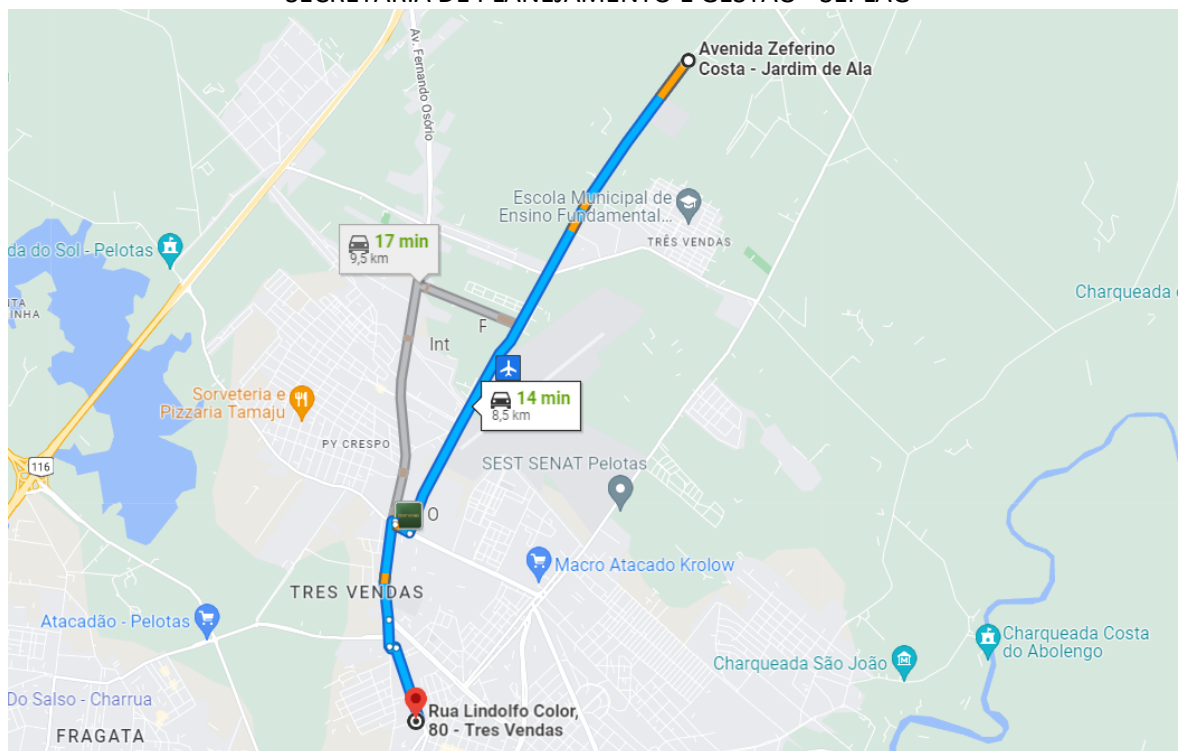 SECRETARIA DE PLANEJAMENTO E GESTÃO - SEPLAG
Avenida Zeferino
Costa - Jardim de Ala
Av. Fernando Osório
Escola Municipal de
Ensino Fundamental...
TRÊS VENDAS
17 min
9,5 km
da do Sol - Pelotas
Charqueada
INHA
F
Int
14 min
8,5 km
Sorveteria e
Pizzaria Tamaju
PY CRESPO
SEST SENAT Pelotas
116
O
Macro Atacado Krolow
TRES VENDAS
Atacadão - Pelotas
Charqueada Costa
do Abolengo
Charqueada São João
Do Salso - Charrua
Rua Lindolfo Color,
80 - Tres Vendas
FRAGATA